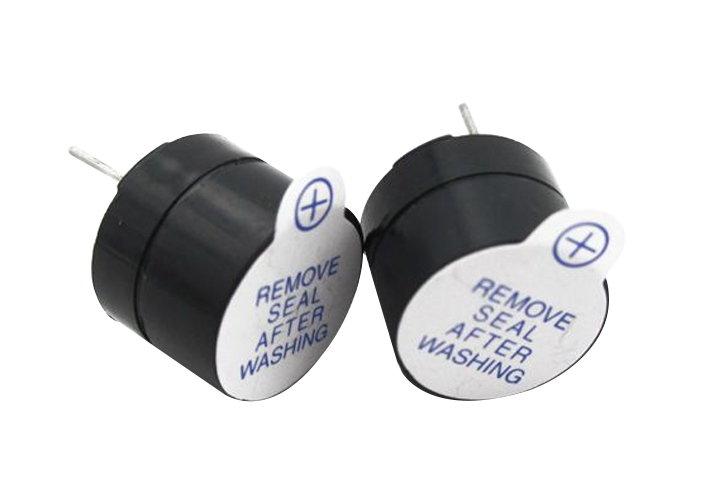 +
REMOVE
SEAL
AFTER
WASHING
+
REMOVE
SEAL
AFTER
WASHING